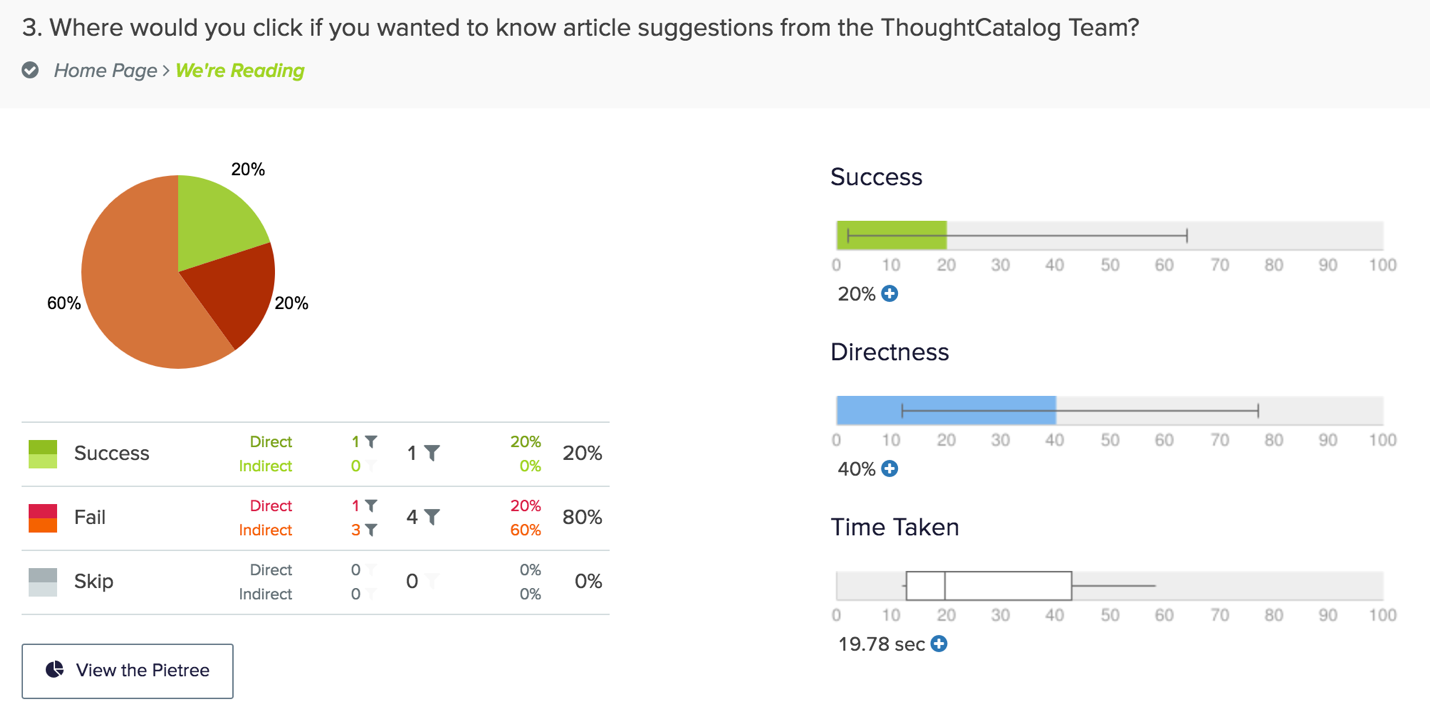 3. Where would you click if you wanted to know article suggestions from the ThoughtCatalog Team?
Home Page > We're Reading
20%
60%
20%
Success Direct 1 1 20% 20%
Indirect 0 0%
Fail Direct 1 4 20% 80%
Indirect 3 60%
Skip Direct 0 0 0% 0%
Indirect 0 0%
View the Pietree
Success
0 10 20 30 40 50 60 70 80 90 100
20%
Directness
0 10 20 30 40 50 60 70 80 90 100
40%
Time Taken
0 10 20 30 40 50 60 70 80 90 100
19.78 sec